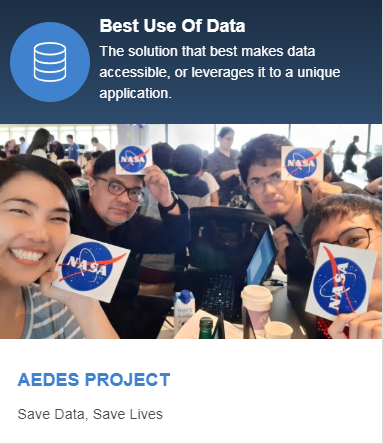 Best Use Of Data
The solution that best makes data
accessible, or leverages it to a unique
application.
NASA
NASA
NASA
NASA
AEDES PROJECT
Save Data, Save Lives